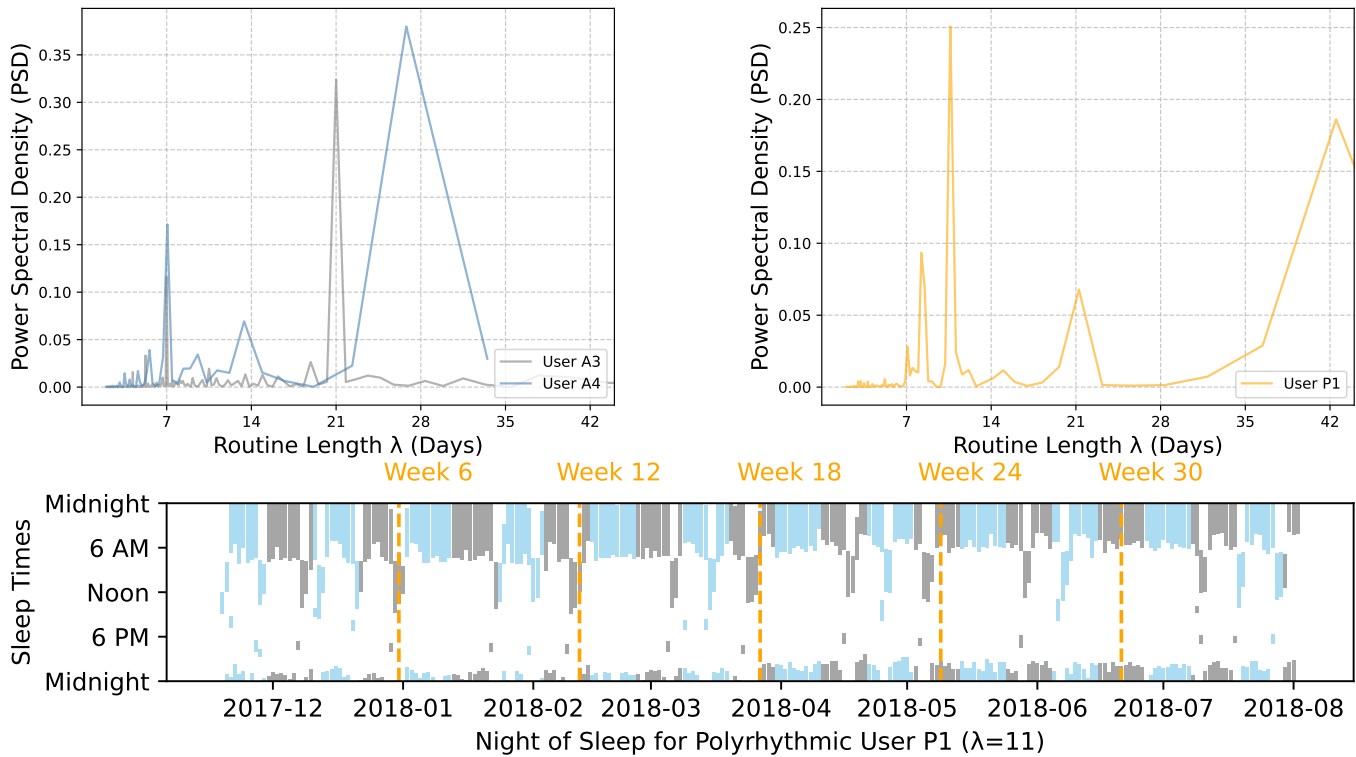 Power Spectral Density (PSD)
0.35
0.30
0.25
0.20
0.15
0.10
0.05
0.00
7 14 21 28 35 42
Routine Length λ (Days)
User A3
User A4
Power Spectral Density (PSD)
0.25
0.20
0.15
0.10
0.05
0.00
7 14 21 28 35 42
Routine Length λ (Days)
User P1
Week 6 Week 12 Week 18 Week 24 Week 30
Sleep Times
Midnight
6 AM
Noon
6 PM
Midnight
2017-12 2018-01 2018-02 2018-03 2018-04 2018-05 2018-06 2018-07 2018-08
Night of Sleep for Polyrhythmic User P1 (λ=11)